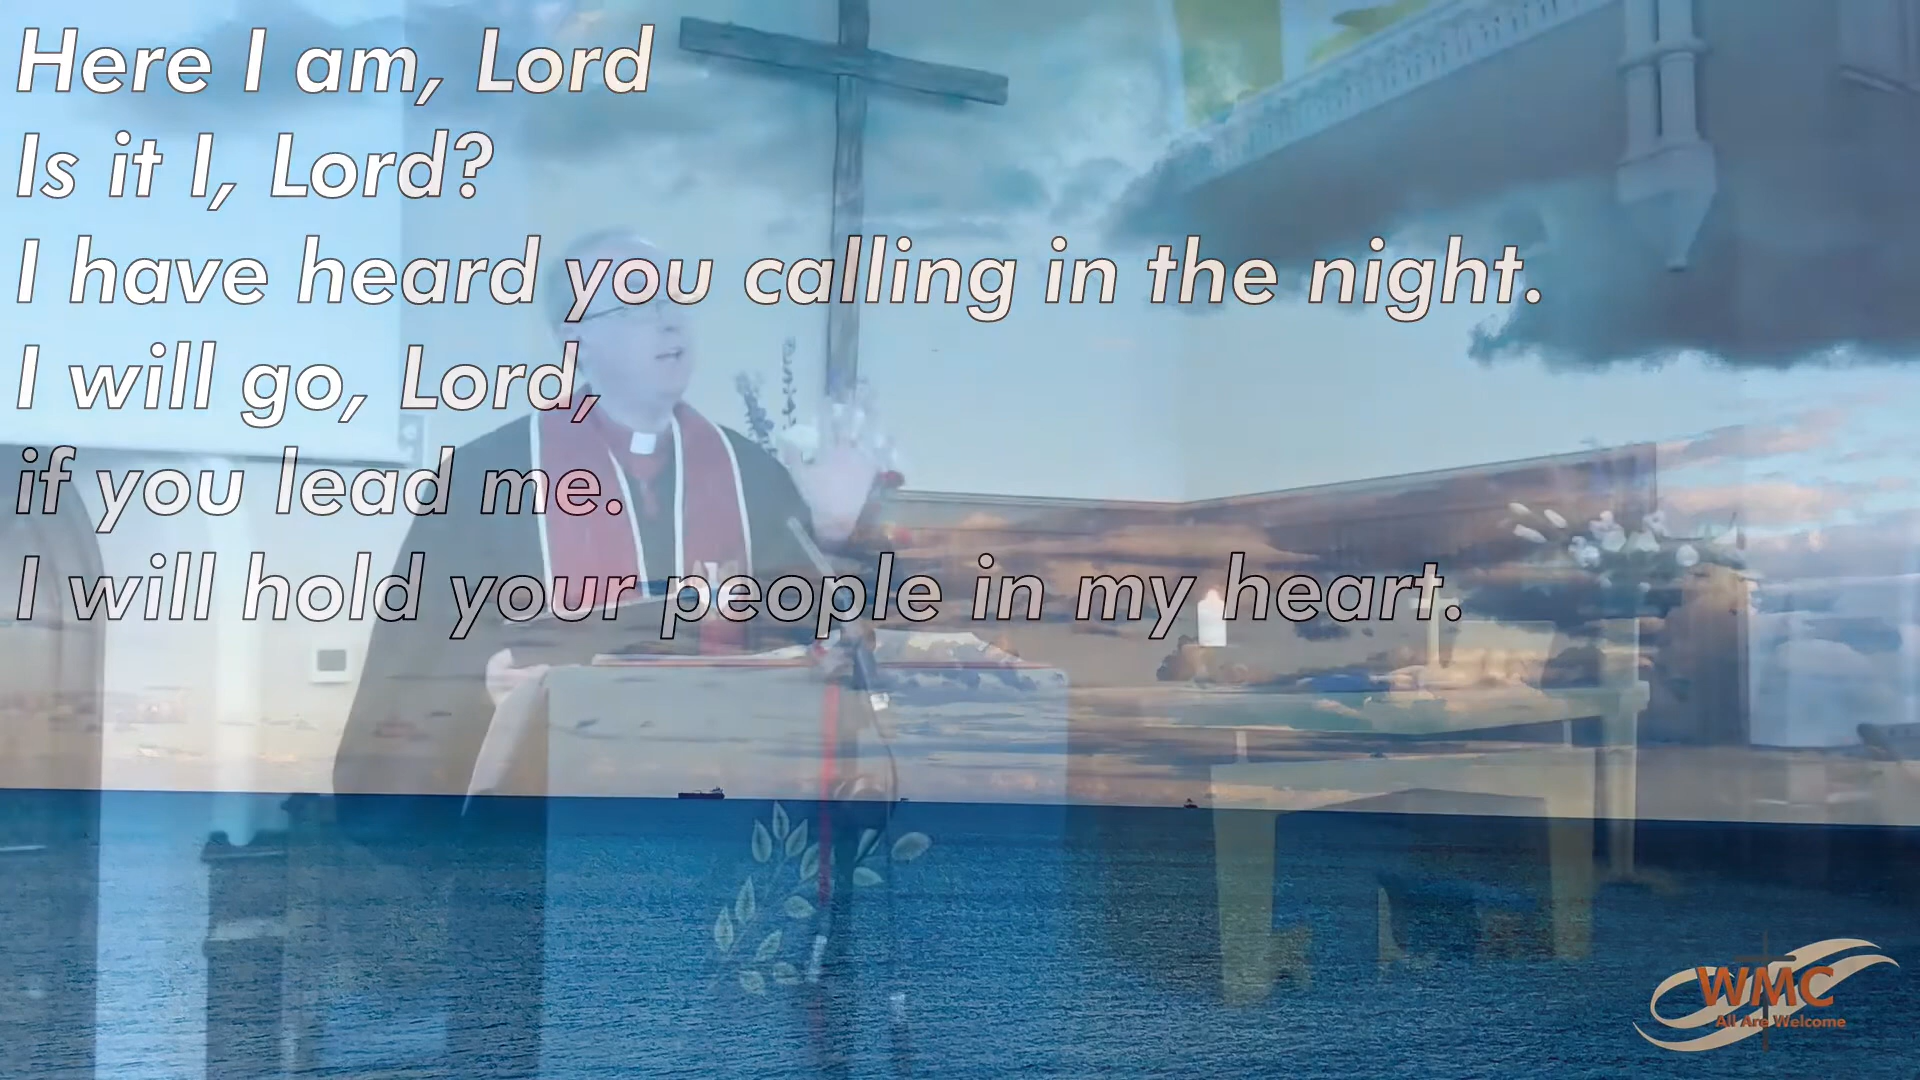 Here I am, Lord
Is it I, Lord?
I have heard you calling in the night.
I will go, Lord,
if you lead me.
I will hold your people in my heart.
WMC
All Are Welcome